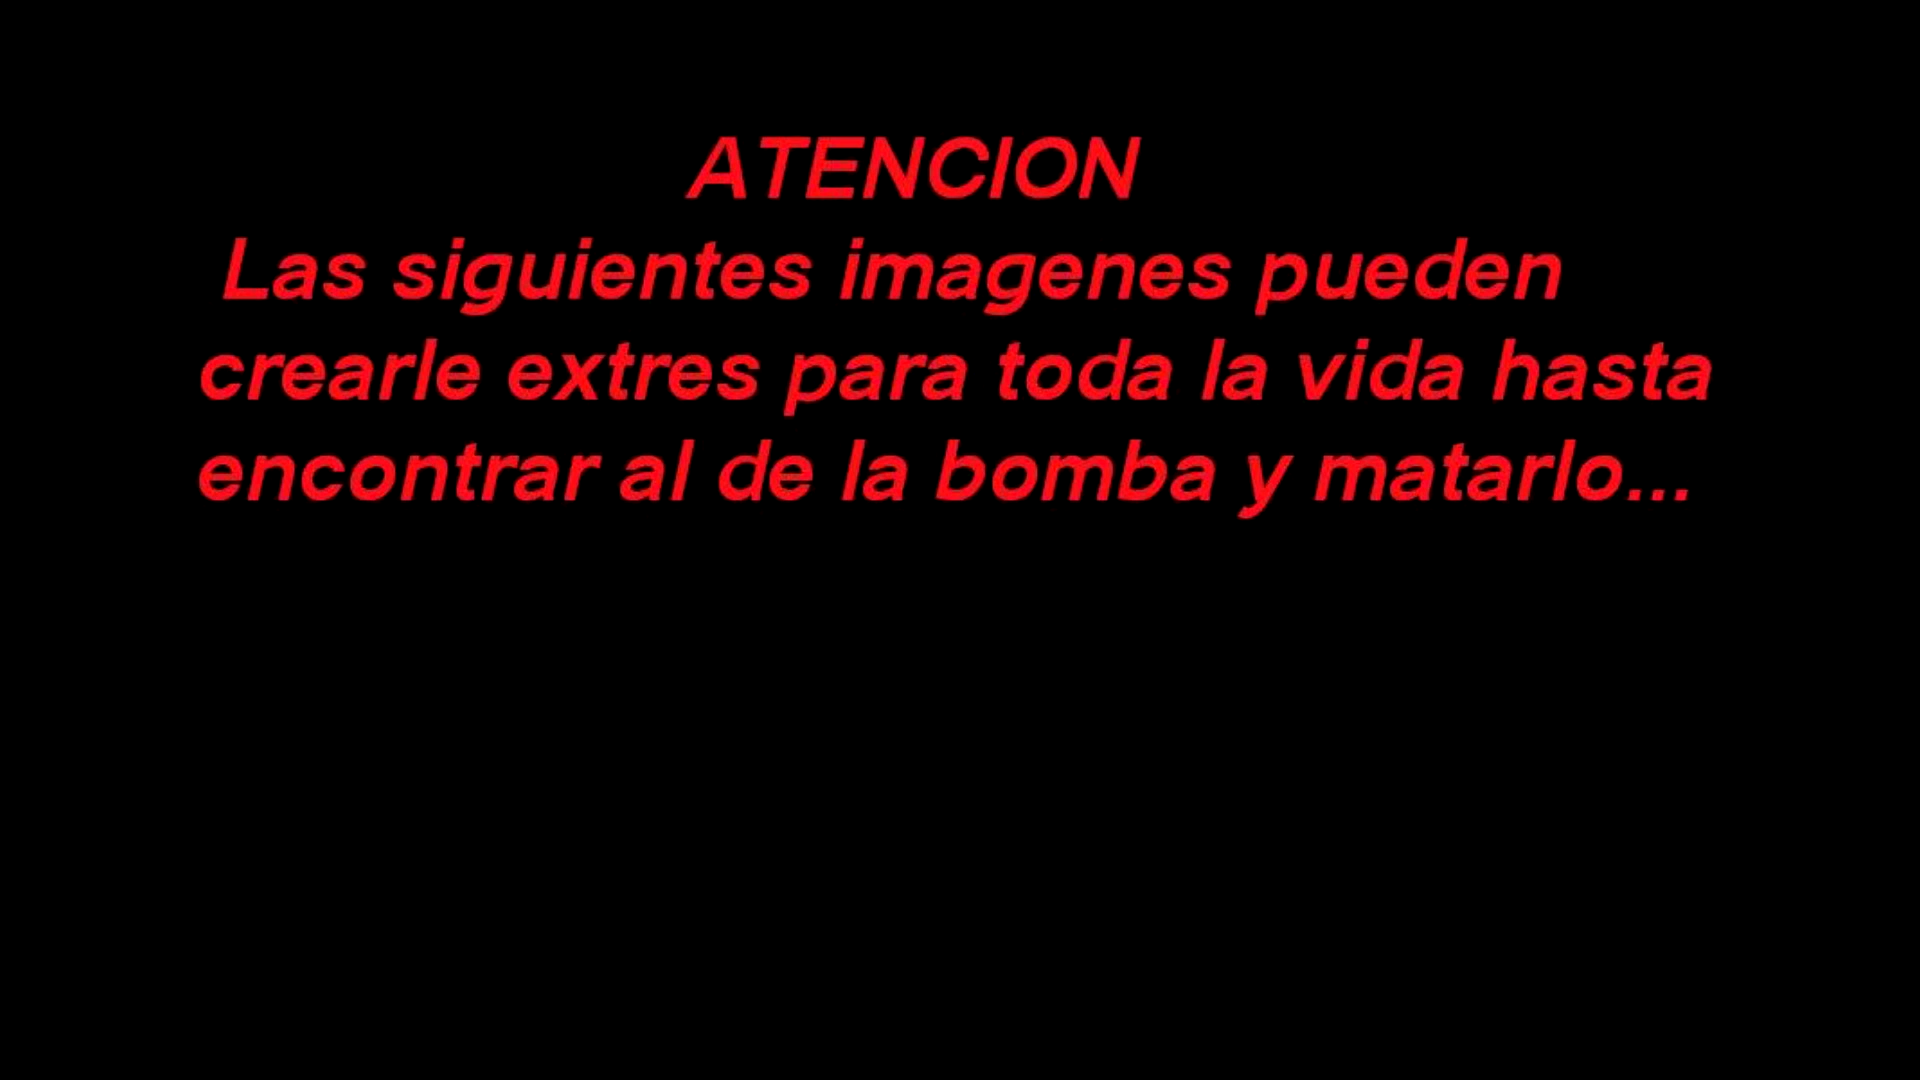 ATENCION
Las siguientes imagenes pueden
crearle extres para toda la vida hasta
encontrar al de la bomba y matarlo...